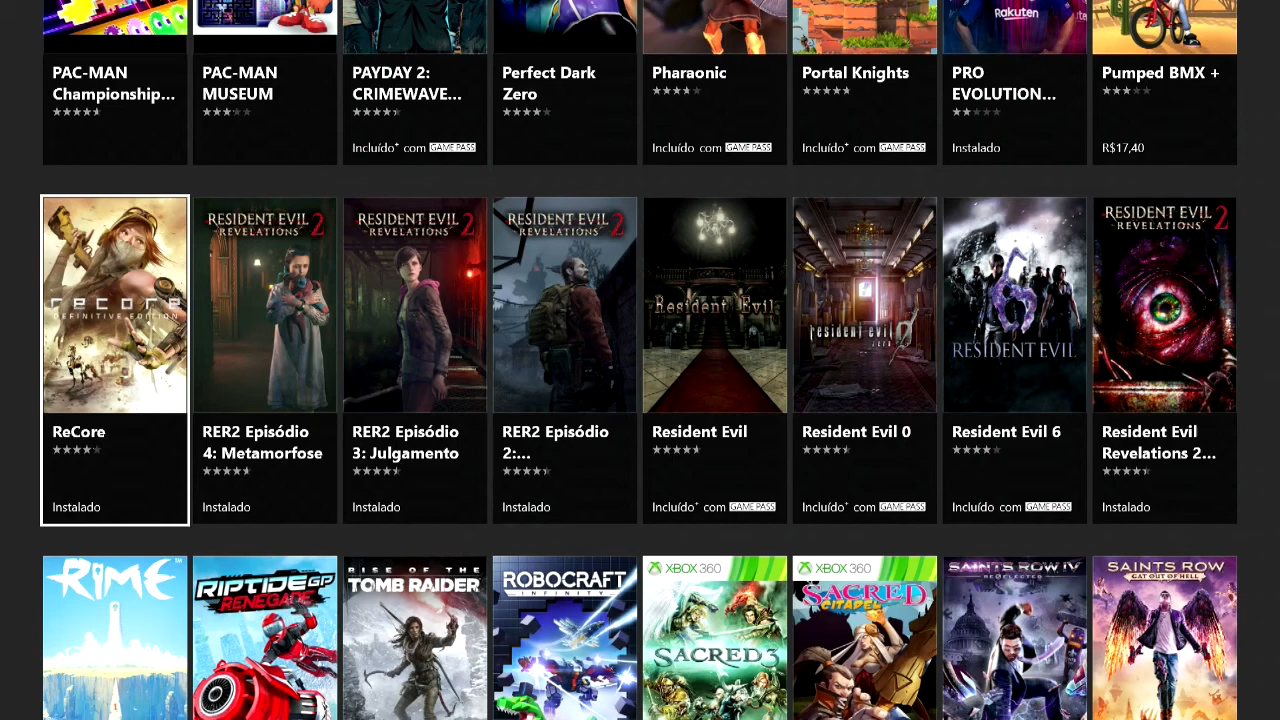 Rakuten
PAC-MAN
Championship...
PAC-MAN
MUSEUM
PAYDAY 2:
CRIMEWAVE...
Incluído+ com GAME PASS
Perfect Dark
Zero
Pharaonic
Incluído com GAME PASS
Portal Knights
Incluído+ com GAME PASS
PRO
EVOLUTION...
Instalado
Pumped BMX +
R$17,40
recore
DEFINITIVE EDITION
RESIDENT EVIL
REVELATIONS 2
RESIDENT EVIL
REVELATIONS 2
RESIDENT EVIL
REVELATIONS 2
Resident Evil
resident evil 0
zero
6
RESIDENT EVIL
RESIDENT EVIL
REVELATIONS 2
ReCore
Instalado
RER2 Episódio
4: Metamorfose
Instalado
RER2 Episódio
3: Julgamento
Instalado
RER2 Episódio
2:...
Instalado
Resident Evil
Incluído+ com GAME PASS
Resident Evil 0
Incluído+ com GAME PASS
Resident Evil 6
Incluído com GAME PASS
Resident Evil
Revelations 2...
Instalado
RiME™
RIPTIDE GP
RENEGADE
RISE OF THE
TOMB RAIDER
ROBOCRAFT
INFINITY
XBOX 360
SACRED 3
XBOX 360
SACRED
CITADEL
SAINTS ROW IV
RE-ELECTED
SAINTS ROW
GAT OUT OF HELL